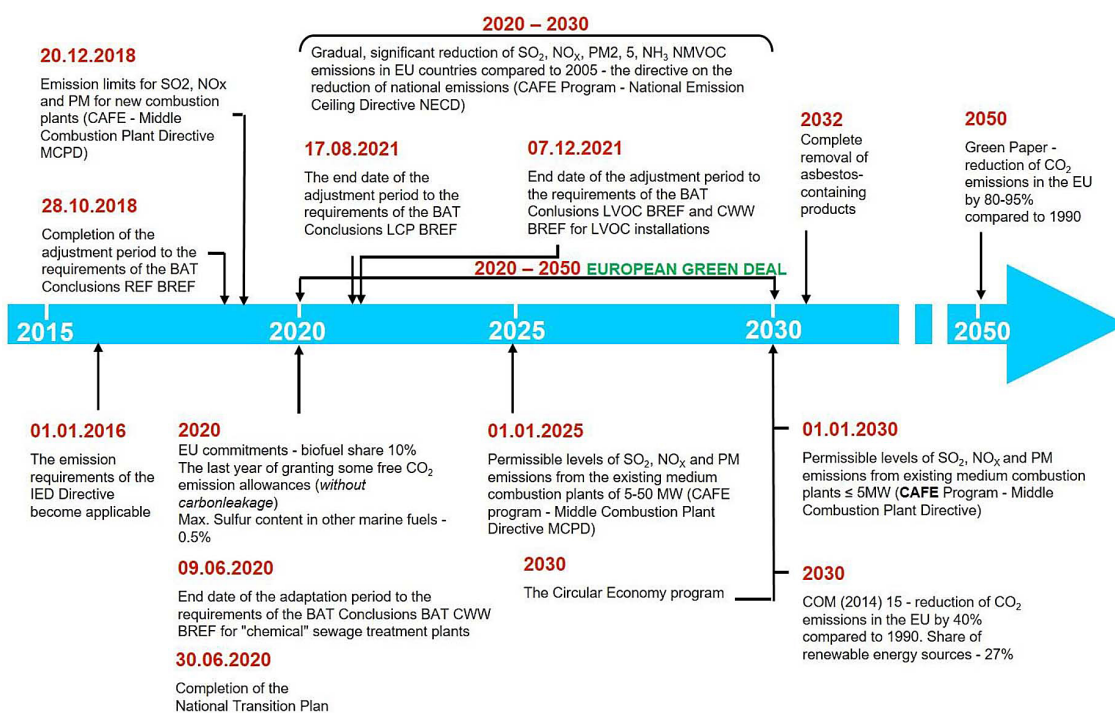 2020 – 2030
Gradual, significant reduction of SO₂, NOₓ, PM2, 5, NH₃ NMVOC
emissions in EU countries compared to 2005 - the directive on the
reduction of national emissions (CAFE Program - National Emission
Ceiling Directive NECD)
20.12.2018
Emission limits for SO2, NOx
and PM for new combustion
plants (CAFE - Middle
Combustion Plant Directive
MCPD)
28.10.2018
Completion of the
adjustment period to the
requirements of the BAT
Conclusions REF BREF
17.08.2021
The end date of the
adjustment period to the
requirements of the BAT
Conclusions LCP BREF
07.12.2021
End date of the adjustment period to
the requirements of the BAT
Conlusions LVOC BREF and CWW
BREF for LVOC installations
2032
Complete
removal of
asbestos-
containing
products
2050
Green Paper -
reduction of CO₂
emissions in the EU
by 80-95%
compared to 1990
2020 – 2050 EUROPEAN GREEN DEAL
2015 2020 2025 2030 2050
01.01.2016
The emission
requirements of the
IED Directive
become applicable
2020
EU commitments - biofuel share 10%
The last year of granting some free CO₂
emission allowances (without
carbonleakage)
Max. Sulfur content in other marine fuels -
0.5%
09.06.2020
End date of the adaptation period to the
requirements of the BAT Conclusions BAT CWW
BREF for "chemical" sewage treatment plants
30.06.2020
Completion of the
National Transition Plan
01.01.2025
Permissible levels of SO₂, NOₓ and PM
emissions from the existing medium
combustion plants of 5-50 MW (CAFE
program - Middle Combustion Plant
Directive MCPD)
2030
The Circular Economy program
01.01.2030
Permissible levels of SO₂, NOₓ and PM
emissions from existing medium combustion
plants ≤ 5MW (CAFE Program - Middle
Combustion Plant Directive)
2030
COM (2014) 15 - reduction of CO₂
emissions in the EU by 40%
compared to 1990. Share of
renewable energy sources - 27%